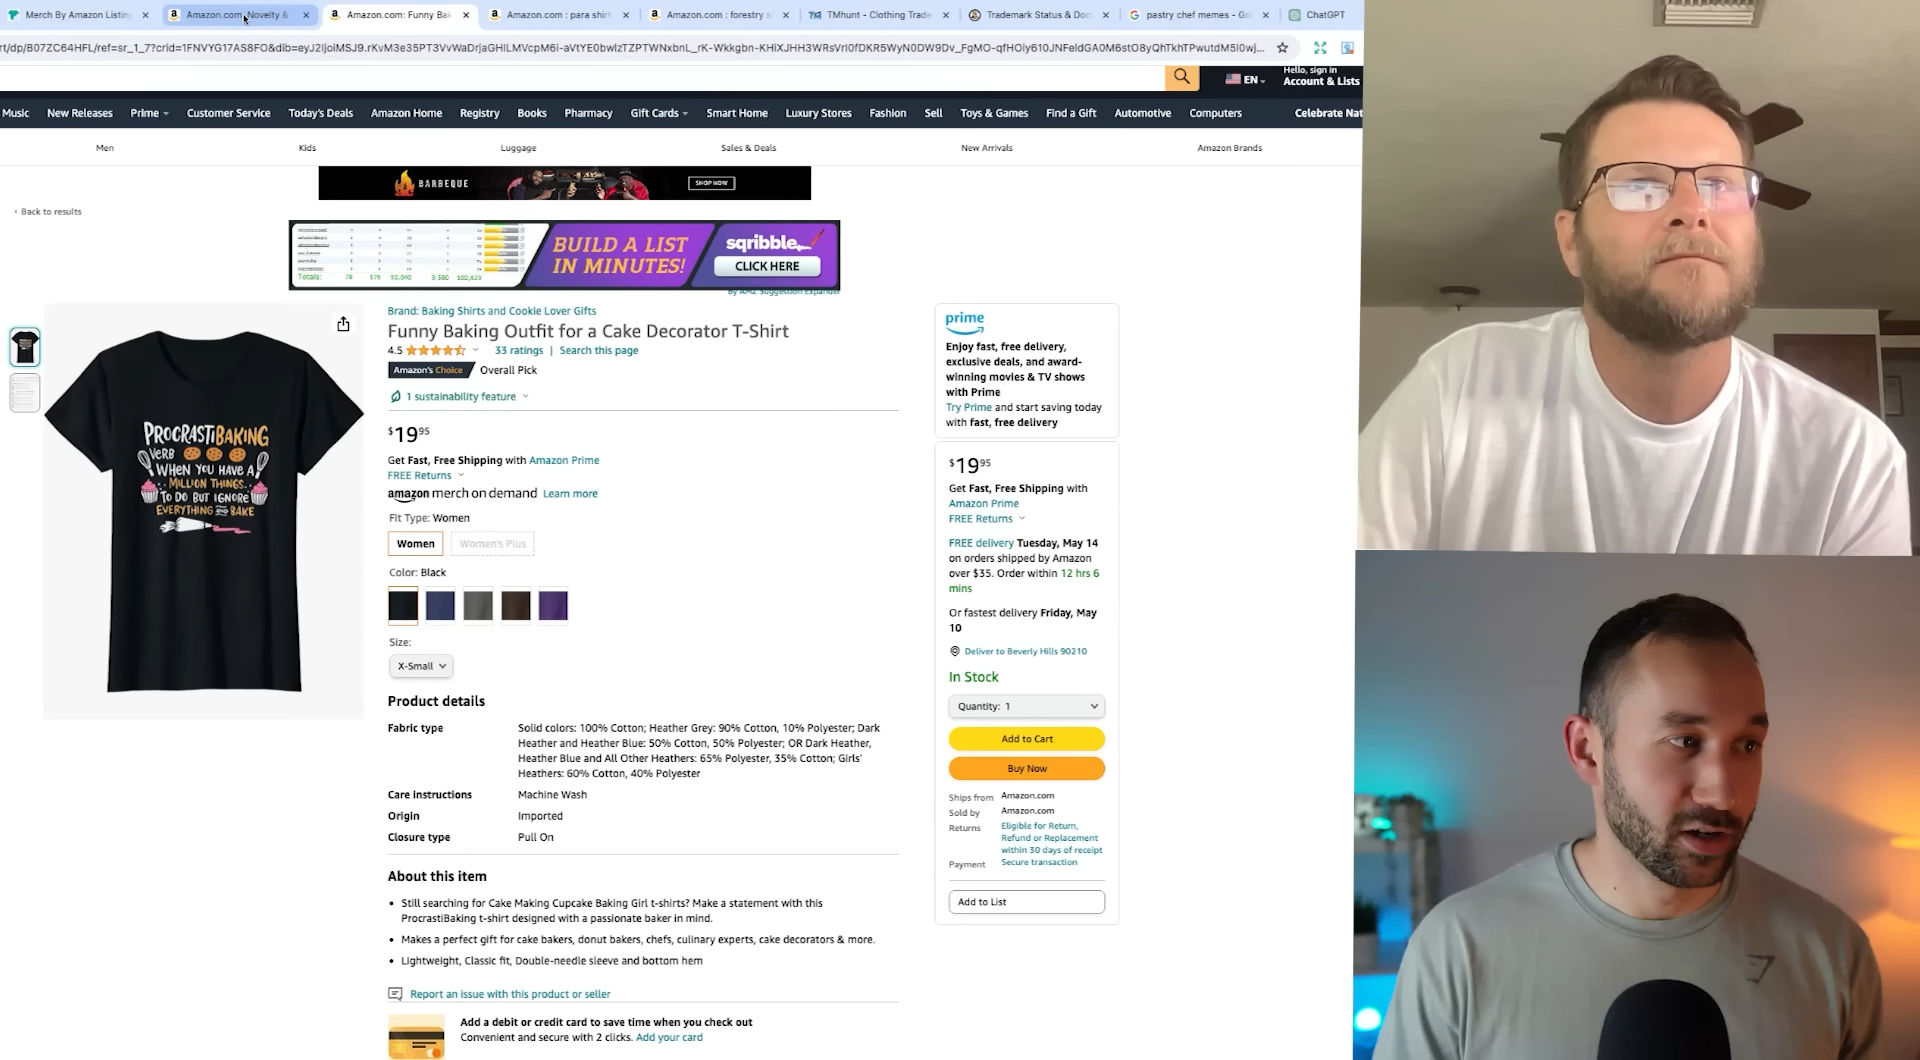 Merch By Amazon Listing
Amazon.com: Novelty &
Amazon.com: Funny Bak
Amazon.com : para shirt
Amazon.com : forestry s
TMhunt - Clothing Trade
Trademark Status & Doc
pastry chef memes - Go
ChatGPT
EN
Hello, sign in
Account & Lists
Music
New Releases
Prime
Customer Service
Today's Deals
Amazon Home
Registry
Books
Pharmacy
Gift Cards
Smart Home
Luxury Stores
Fashion
Sell
Toys & Games
Find a Gift
Automotive
Computers
Celebrate Nat
Men
Kids
Luggage
Sales & Deals
New Arrivals
Amazon Brands
BARBEQUE
SHOP NOW
‹ Back to results
BUILD A LIST
IN MINUTES!
sqribble
CLICK HERE
By AMZ Suggestion Expander
Brand: Baking Shirts and Cookie Lover Gifts
Funny Baking Outfit for a Cake Decorator T-Shirt
4.5
33 ratings | Search this page
Amazon's Choice
Overall Pick
1 sustainability feature
$19.95
Get Fast, Free Shipping with Amazon Prime
FREE Returns
amazon merch on demand Learn more
Fit Type: Women
Women
Women's Plus
Color: Black
Size:
X-Small
PROCRASTIBAKING
VERB
WHEN YOU HAVE A
MILLION THINGS
TO DO BUT IGNORE
EVERYTHING AND BAKE
Product details
Fabric type
Solid colors: 100% Cotton; Heather Grey: 90% Cotton, 10% Polyester; Dark
Heather and Heather Blue: 50% Cotton, 50% Polyester; OR Dark Heather,
Heather Blue and All Other Heathers: 65% Polyester, 35% Cotton; Girls'
Heathers: 60% Cotton, 40% Polyester
Care instructions
Machine Wash
Origin
Imported
Closure type
Pull On
About this item
• Still searching for Cake Making Cupcake Baking Girl t-shirts? Make a statement with this
ProcrastiBaking t-shirt designed with a passionate baker in mind.
• Makes a perfect gift for cake bakers, donut bakers, chefs, culinary experts, cake decorators & more.
• Lightweight, Classic fit, Double-needle sleeve and bottom hem
Report an issue with this product or seller
Add a debit or credit card to save time when you check out
Convenient and secure with 2 clicks. Add your card
prime
Enjoy fast, free delivery,
exclusive deals, and award-
winning movies & TV shows
with Prime
Try Prime and start saving today
with fast, free delivery
$19.95
Get Fast, Free Shipping with
Amazon Prime
FREE Returns
FREE delivery Tuesday, May 14
on orders shipped by Amazon
over $35. Order within 12 hrs 6
mins
Or fastest delivery Friday, May
10
Deliver to Beverly Hills 90210
In Stock
Quantity: 1
Add to Cart
Buy Now
Ships from
Amazon.com
Sold by
Amazon.com
Returns
Eligible for Return,
Refund or Replacement
within 30 days of receipt
Payment
Secure transaction
Add to List